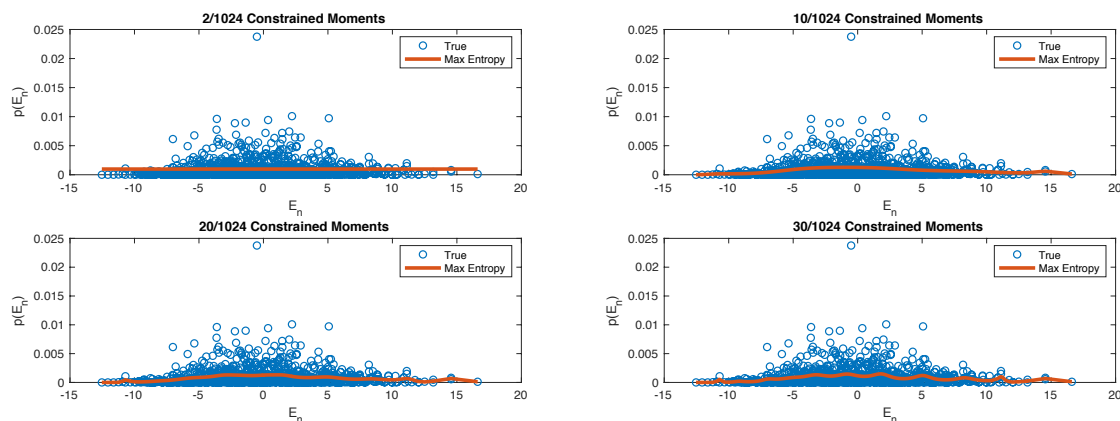 2/1024 Constrained Moments
0.025
0.02
0.015
0.01
0.005
0
p(E_n)
-15 -10 -5 0 5 10 15 20
E_n
True
Max Entropy
10/1024 Constrained Moments
0.025
0.02
0.015
0.01
0.005
0
p(E_n)
-15 -10 -5 0 5 10 15 20
E_n
True
Max Entropy
20/1024 Constrained Moments
0.025
0.02
0.015
0.01
0.005
0
p(E_n)
-15 -10 -5 0 5 10 15 20
E_n
True
Max Entropy
30/1024 Constrained Moments
0.025
0.02
0.015
0.01
0.005
0
p(E_n)
-15 -10 -5 0 5 10 15 20
E_n
True
Max Entropy